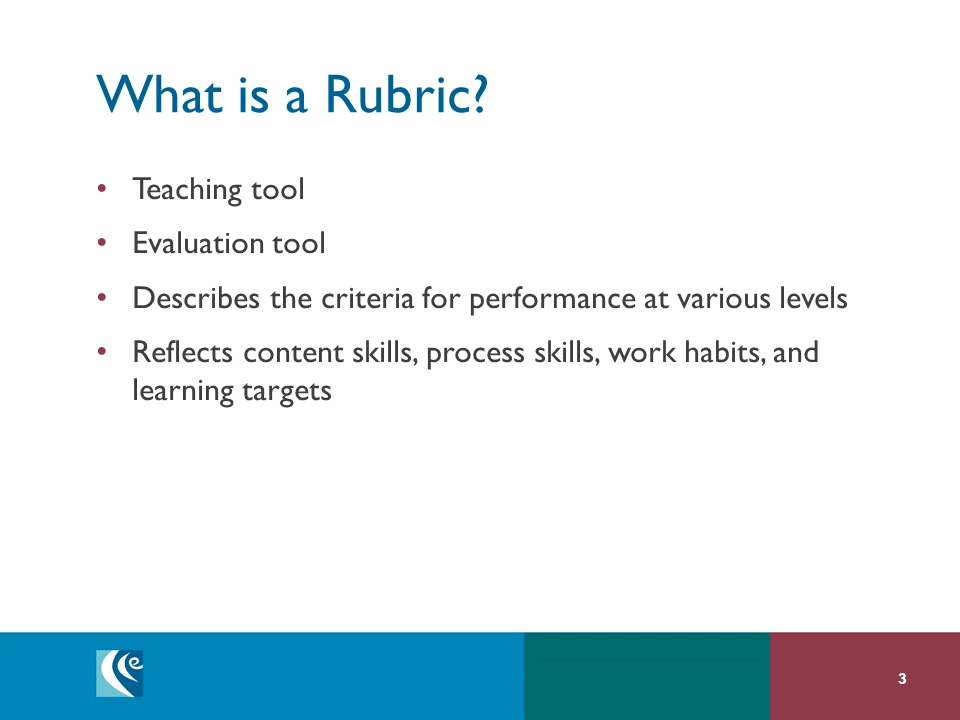 What is a Rubric?
• Teaching tool
• Evaluation tool
• Describes the criteria for performance at various levels
• Reflects content skills, process skills, work habits, and
learning targets
e
3